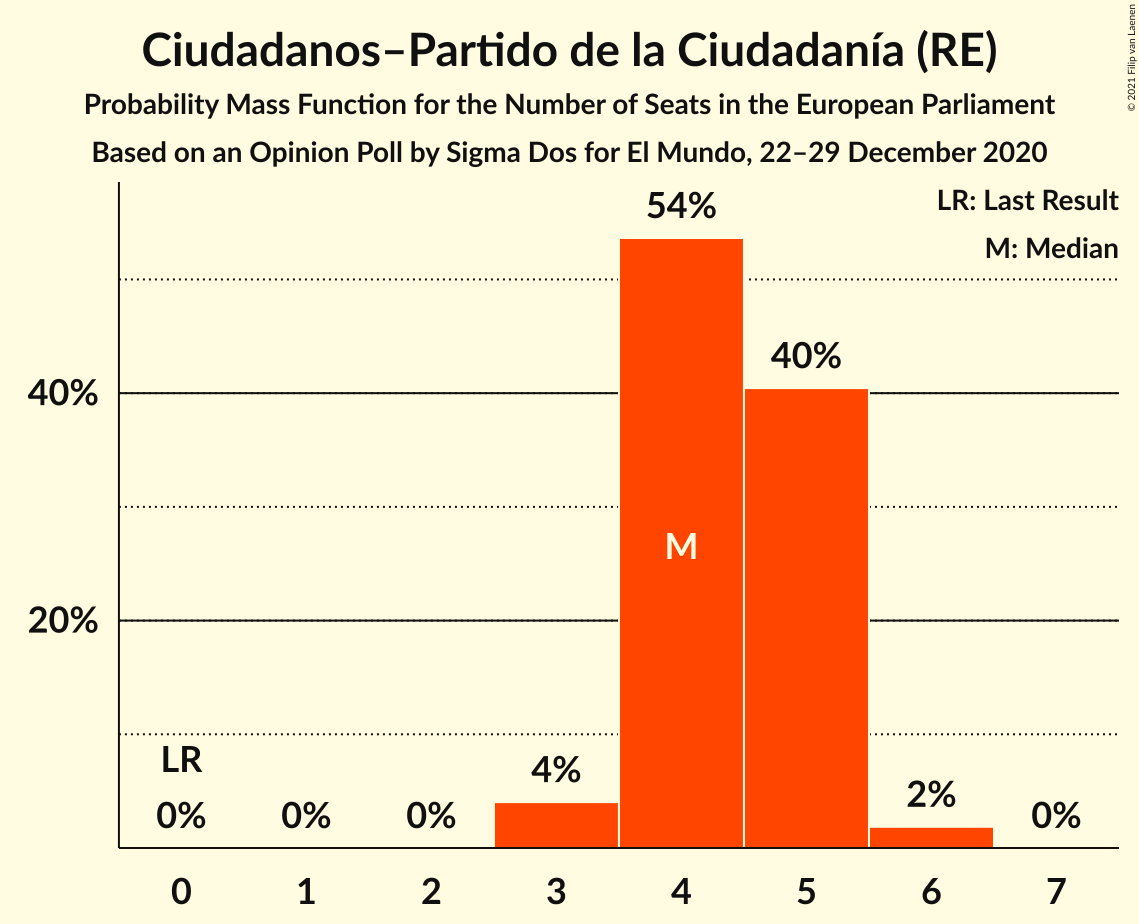 Ciudadanos–Partido de la Ciudadanía (RE)
Probability Mass Function for the Number of Seats in the European Parliament
Based on an Opinion Poll by Sigma Dos for El Mundo, 22–29 December 2020
© 2021 Filip van Laenen
LR: Last Result
M: Median
54%
40%
40%
M
20%
LR
4%
2%
0% 0% 0% 0%
0 1 2 3 4 5 6 7